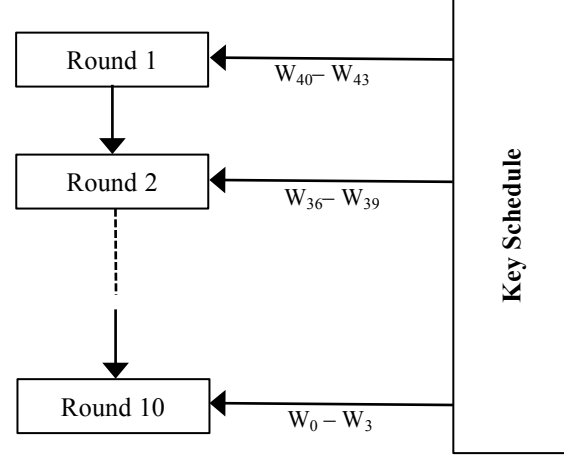 Round 1
W₄₀– W₄₃
Round 2
W₃₆– W₃₉
Key Schedule
Round 10
W₀ – W₃